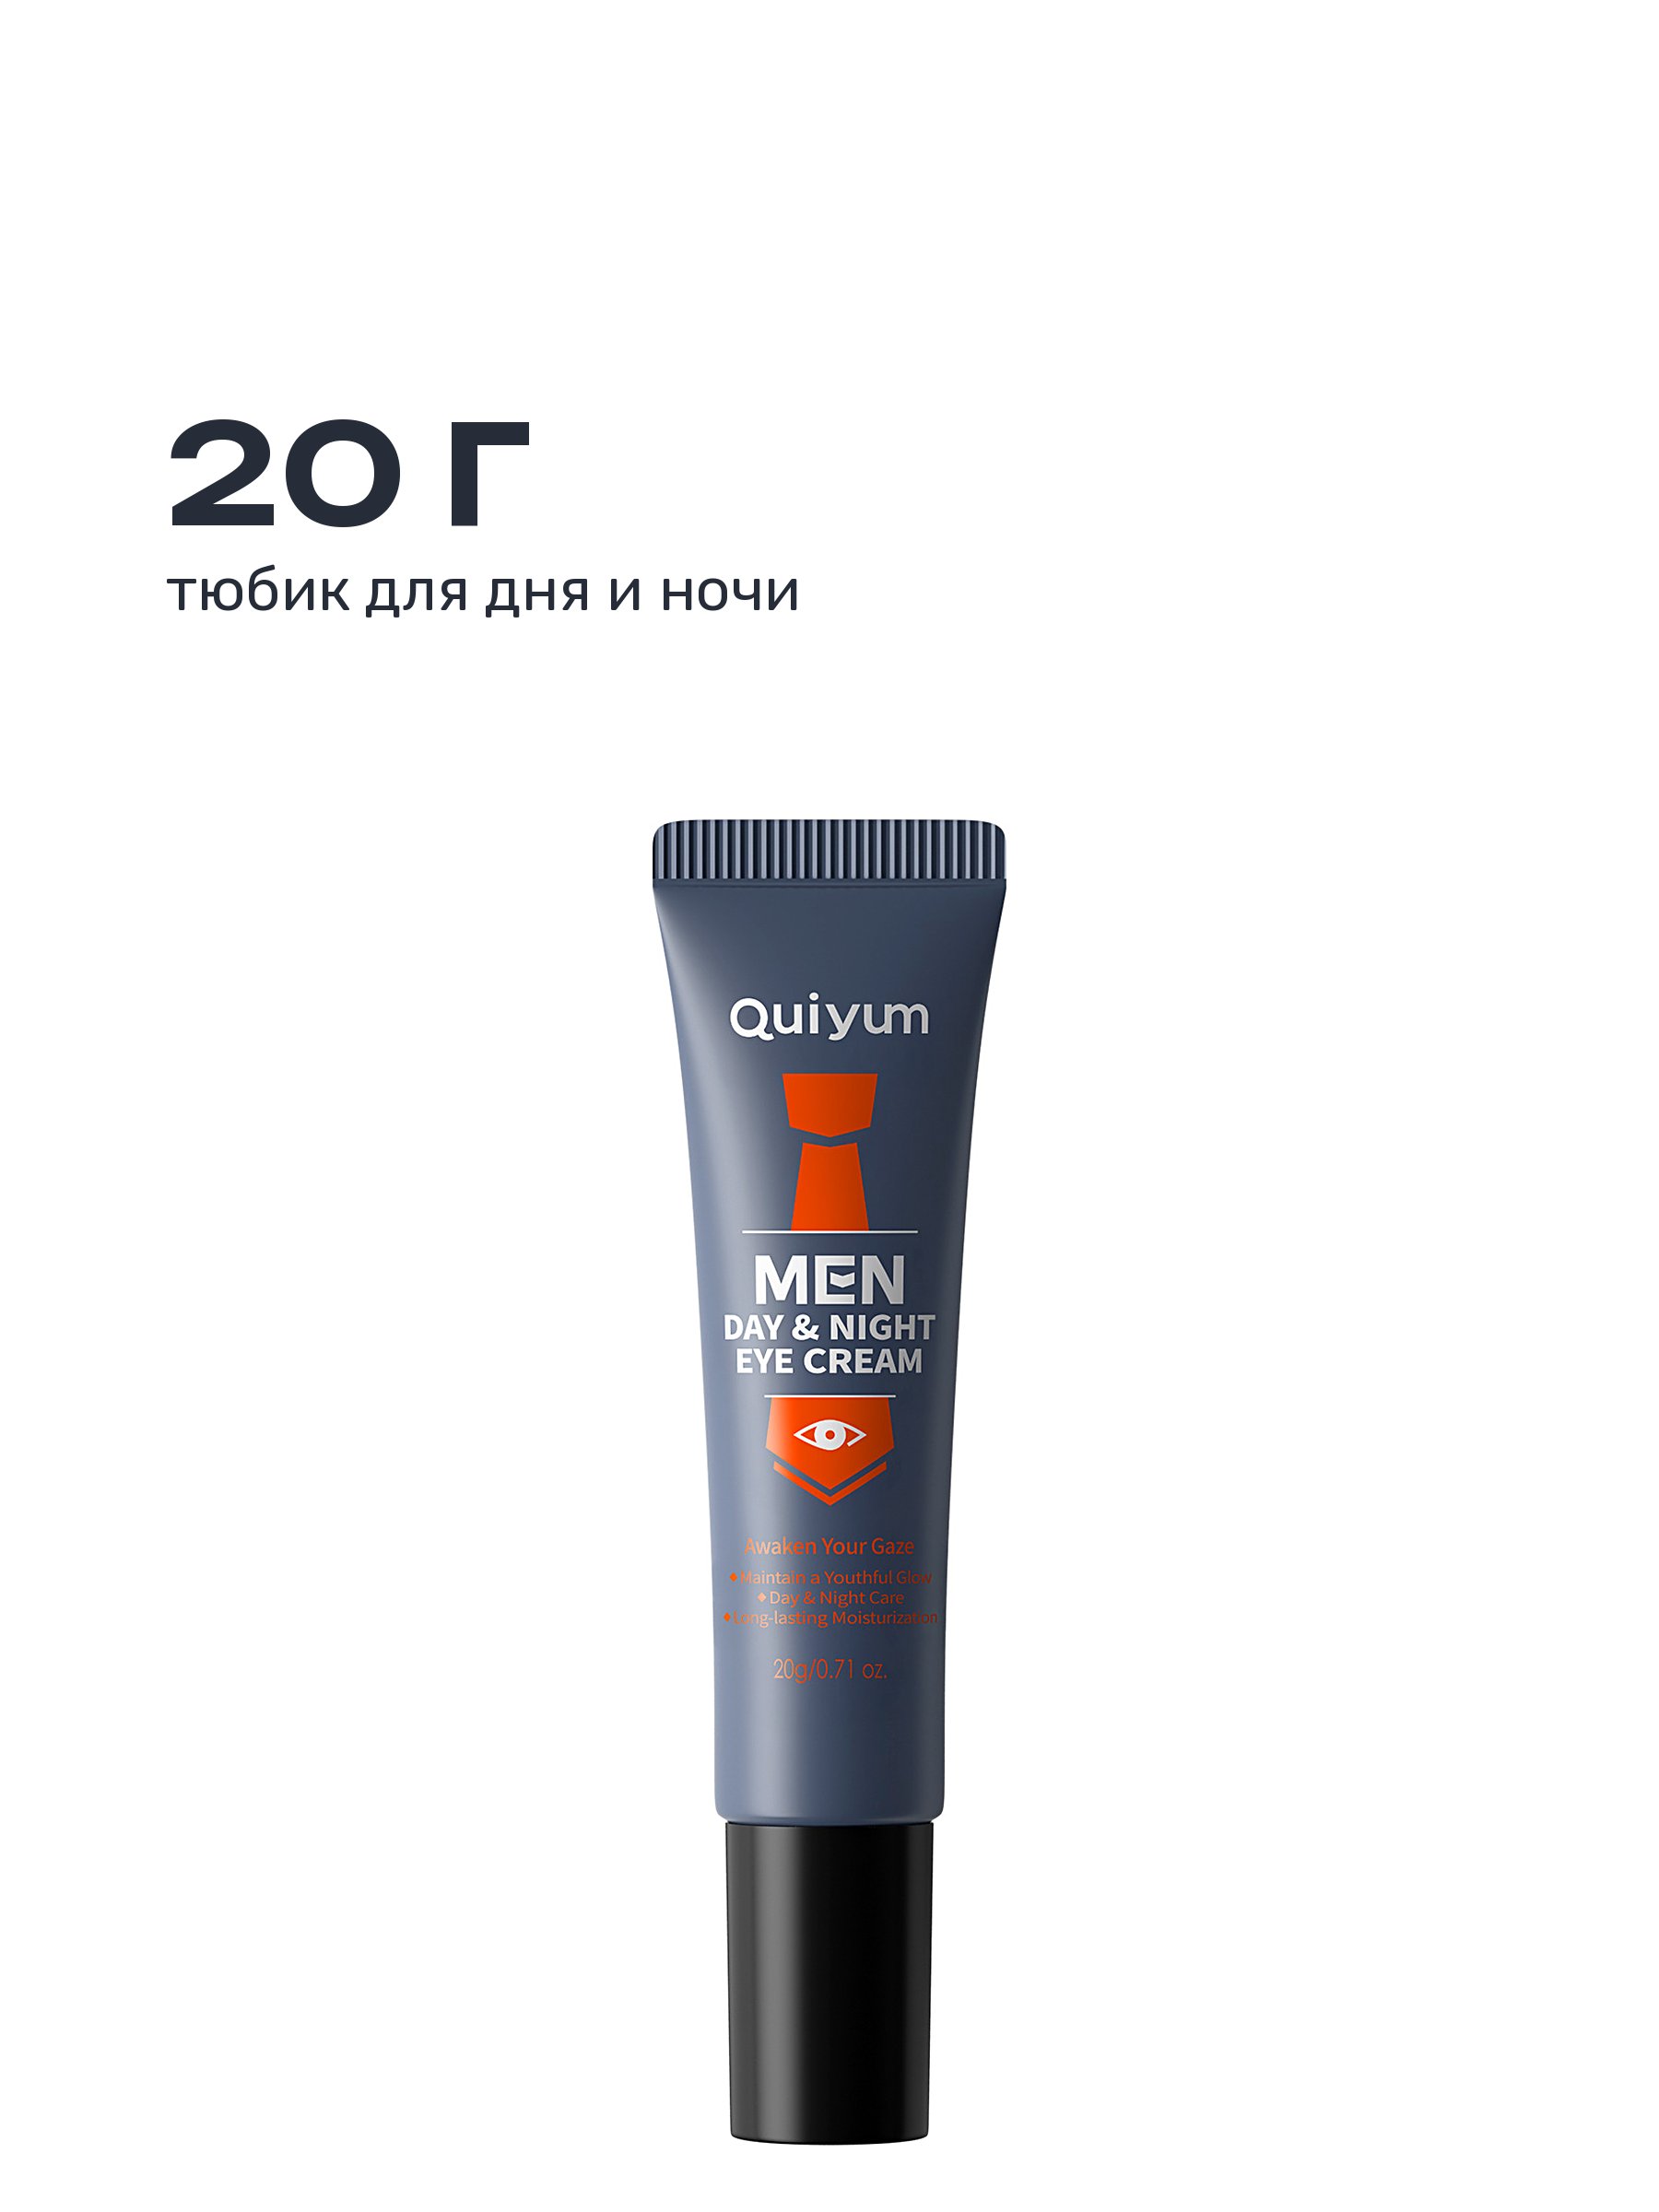 20 Г
тюбик для дня и ночи
Quiyum
MEN
DAY & NIGHT
EYE CREAM
Awaken Your Gaze
◆ Maintain a Youthful Glow
◆ Day & Night Care
◆ Long-lasting Moisturization
20g/0.71 oz.